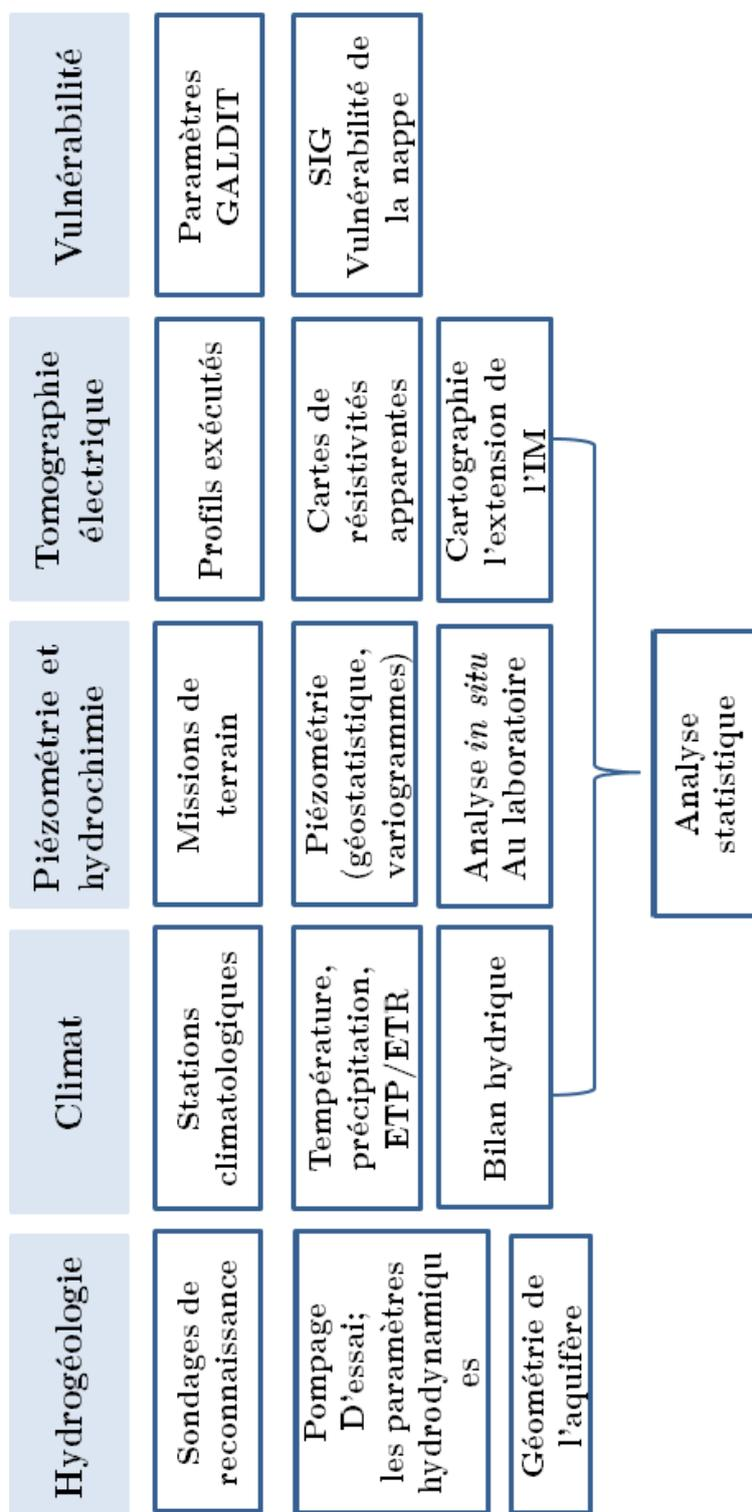 Hydrogéologie
Sondages de
reconnaissance
Pompage
D'essai;
les paramètres
hydrodynamiqu
es
Géométrie de
l'aquifère
Climat
Stations
climatologiques
Température,
précipitation,
ETP/ETR
Bilan hydrique
Piézométrie et
hydrochimie
Missions de
terrain
Piézométrie
(géostatistique,
variogrammes)
Analyse in situ
Au laboratoire
Tomographie
électrique
Profils exécutés
Cartes de
résistivités
apparentes
Cartographie
l'extension de
l'IM
Vulnérabilité
Paramètres
GALDIT
SIG
Vulnérabilité de
la nappe
Analyse
statistique